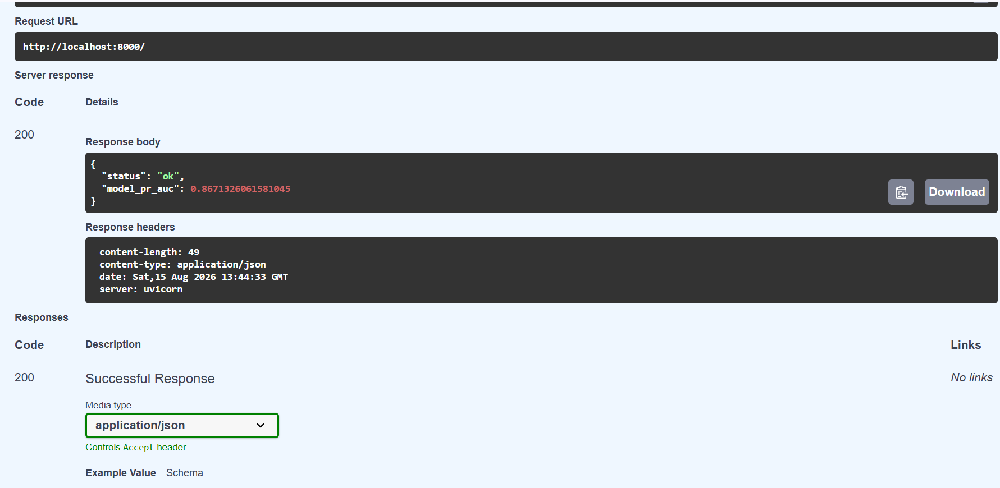 Request URL
http://localhost:8000/
Server response
Code Details
200
Response body
{
  "status": "ok",
  "model_pr_auc": 0.8671326061581045
}
Download
Response headers
content-length: 49
content-type: application/json
date: Sat,15 Aug 2026 13:44:33 GMT
server: uvicorn
Responses
Code Description Links
200 Successful Response No links
Media type
application/json
Controls Accept header.
Example Value Schema